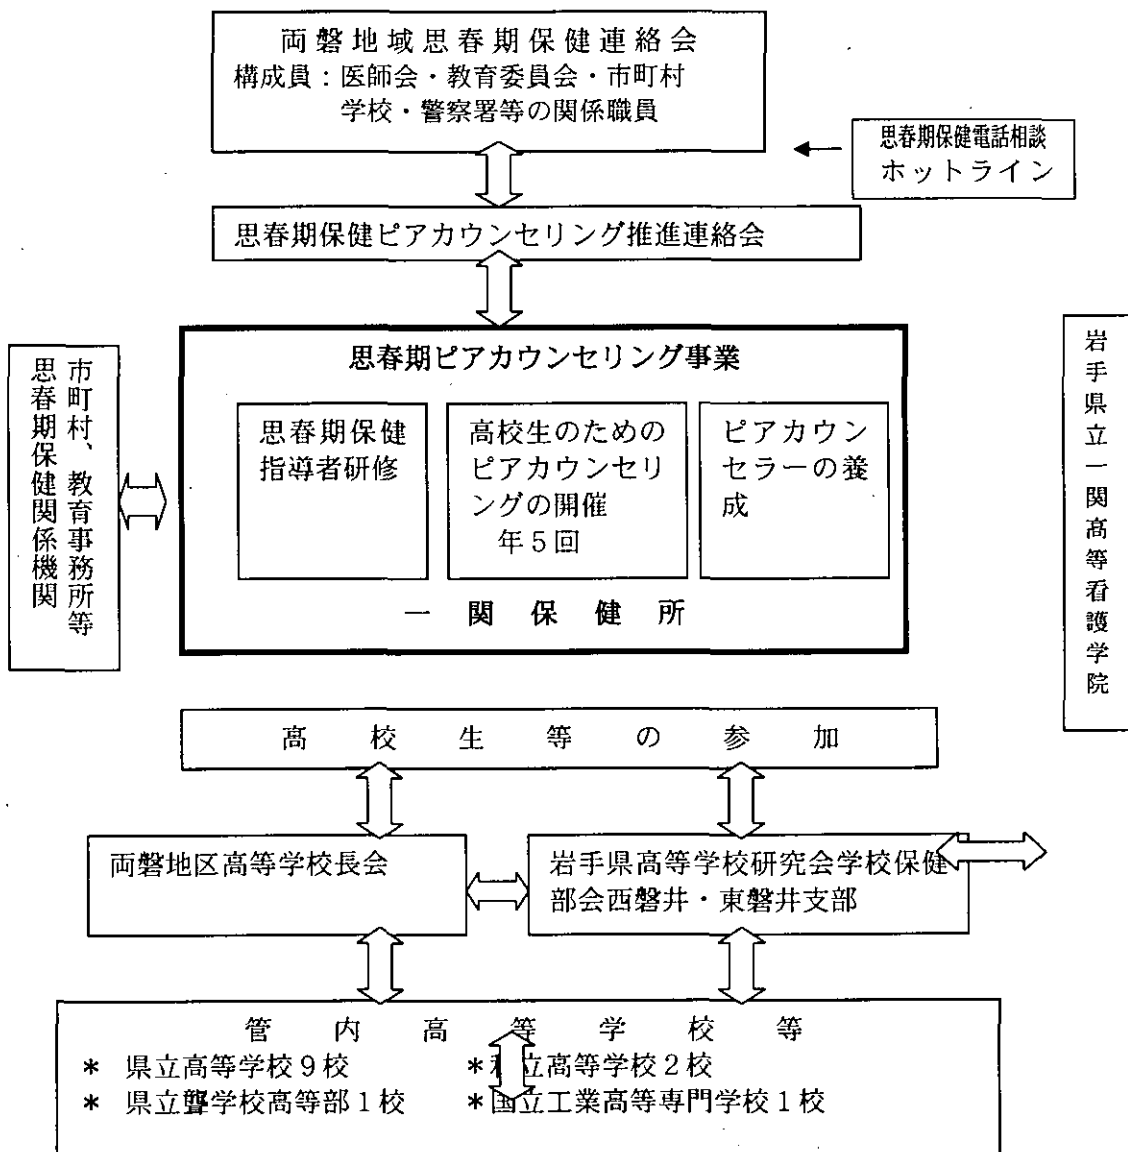 両磐地域思春期保健連絡会
構成員：医師会・教育委員会・市町村
学校・警察署等の関係職員
思春期保健電話相談
ホットライン
思春期保健ピアカウンセリング推進連絡会
市町村、教育事務所等
思春期保健関係機関
思春期ピアカウンセリング事業
思春期保健
指導者研修
高校生のための
ピアカウンセリ
ングの開催
年５回
ピアカウン
セラーの養
成
一関保健所
岩手県立一関高等看護学院
高校生等の参加
両磐地区高等学校長会
岩手県高等学校研究会学校保健
部会西磐井・東磐井支部
管内高等学校等
＊ 県立高等学校９校 ＊私立高等学校２校
＊ 県立聾学校高等部１校 ＊国立工業高等専門学校１校